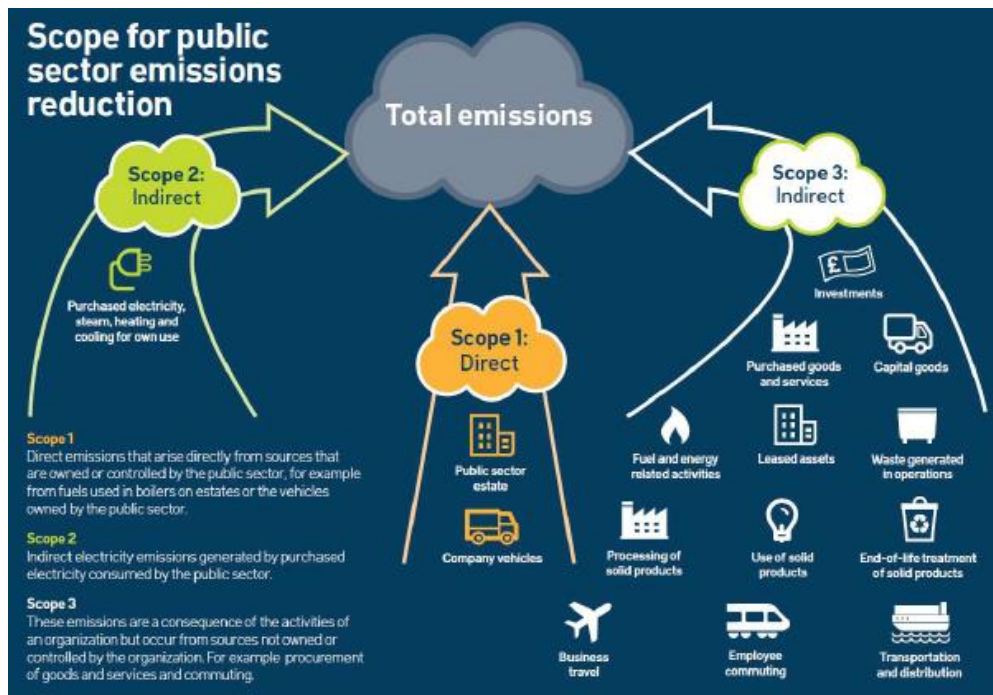 Scope for public
sector emissions
reduction
Total emissions
Scope 2:
Indirect
Purchased electricity,
steam, heating and
cooling for own use
Scope 1:
Direct
Public sector
estate
Company vehicles
Scope 3:
Indirect
£
Investments
Purchased goods
and services
Capital goods
Fuel and energy
related activities
Leased assets
Waste generated
in operations
Processing of
solid products
Use of solid
products
End-of-life treatment
of solid products
Business
travel
Employee
commuting
Transportation
and distribution
Scope 1
Direct emissions that arise directly from sources that
are owned or controlled by the public sector, for example
from fuels used in boilers on estates or the vehicles
owned by the public sector.
Scope 2
Indirect electricity emissions generated by purchased
electricity consumed by the public sector.
Scope 3
These emissions are a consequence of the activities of
an organization but occur from sources not owned or
controlled by the organization. For example procurement
of goods and services and commuting.